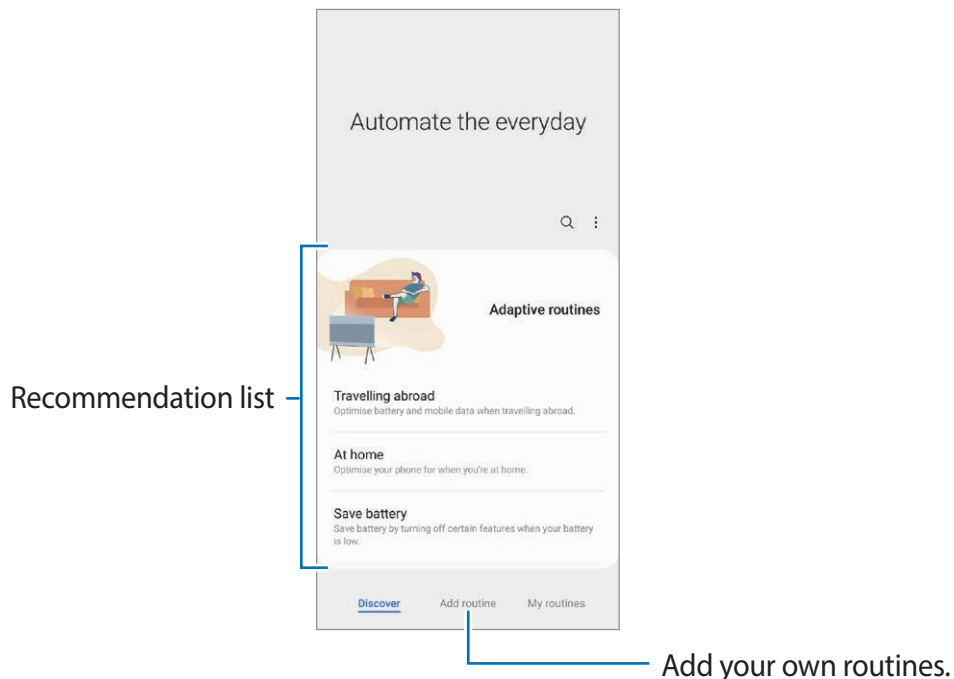 Automate the everyday
Adaptive routines
Recommendation list
Travelling abroad
Optimise battery and mobile data when travelling abroad.
At home
Optimise your phone for when you're at home.
Save battery
Save battery by turning off certain features when your battery
is low.
Discover
Add routine
My routines
Add your own routines.